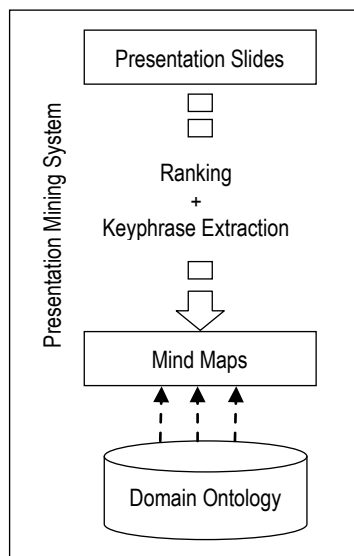 Presentation Mining System
Presentation Slides
Ranking
+
Keyphrase Extraction
Mind Maps
Domain Ontology